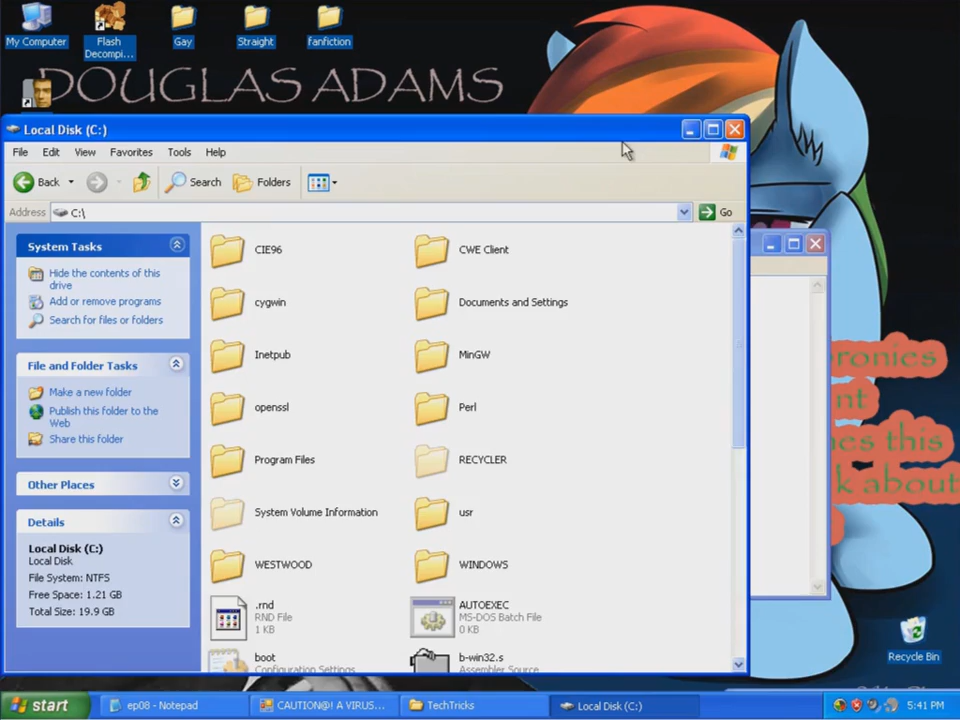 My Computer
Flash
Decompi...
Gay
Straight
fanfiction
DOUGLAS ADAMS
Local Disk (C:)
File Edit View Favorites Tools Help
Back Search Folders
Address C:\ Go
System Tasks
Hide the contents of this
drive
Add or remove programs
Search for files or folders
File and Folder Tasks
Make a new folder
Publish this folder to the
Web
Share this folder
Other Places
Details
Local Disk (C:)
Local Disk
File System: NTFS
Free Space: 1.21 GB
Total Size: 19.9 GB
CIE96
CWE Client
cygwin
Documents and Settings
Inetpub
MinGW
openssl
Perl
Program Files
RECYCLER
System Volume Information
usr
WESTWOOD
WINDOWS
.rnd
RND File
1 KB
AUTOEXEC
MS-DOS Batch File
0 KB
boot
Configuration Settings
b-win32.s
Assembler Source
this
about
Recycle Bin
start
ep08 - Notepad
CAUTION@! A VIRUS...
TechTricks
Local Disk (C:)
5:41 PM